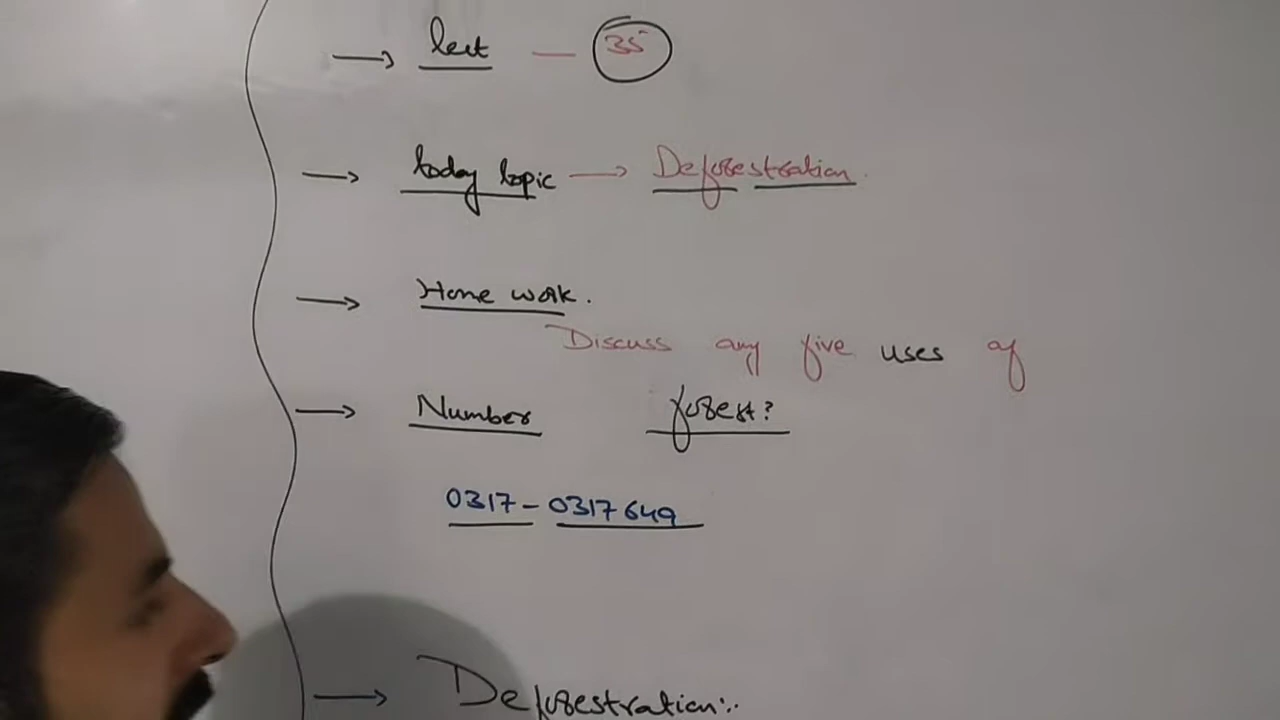 → lect — 35
→ today topic → Deforestration.
→ Home work.
Discuss any five uses of
→ Number forest?
0317-0317649
→ Deforestration:.